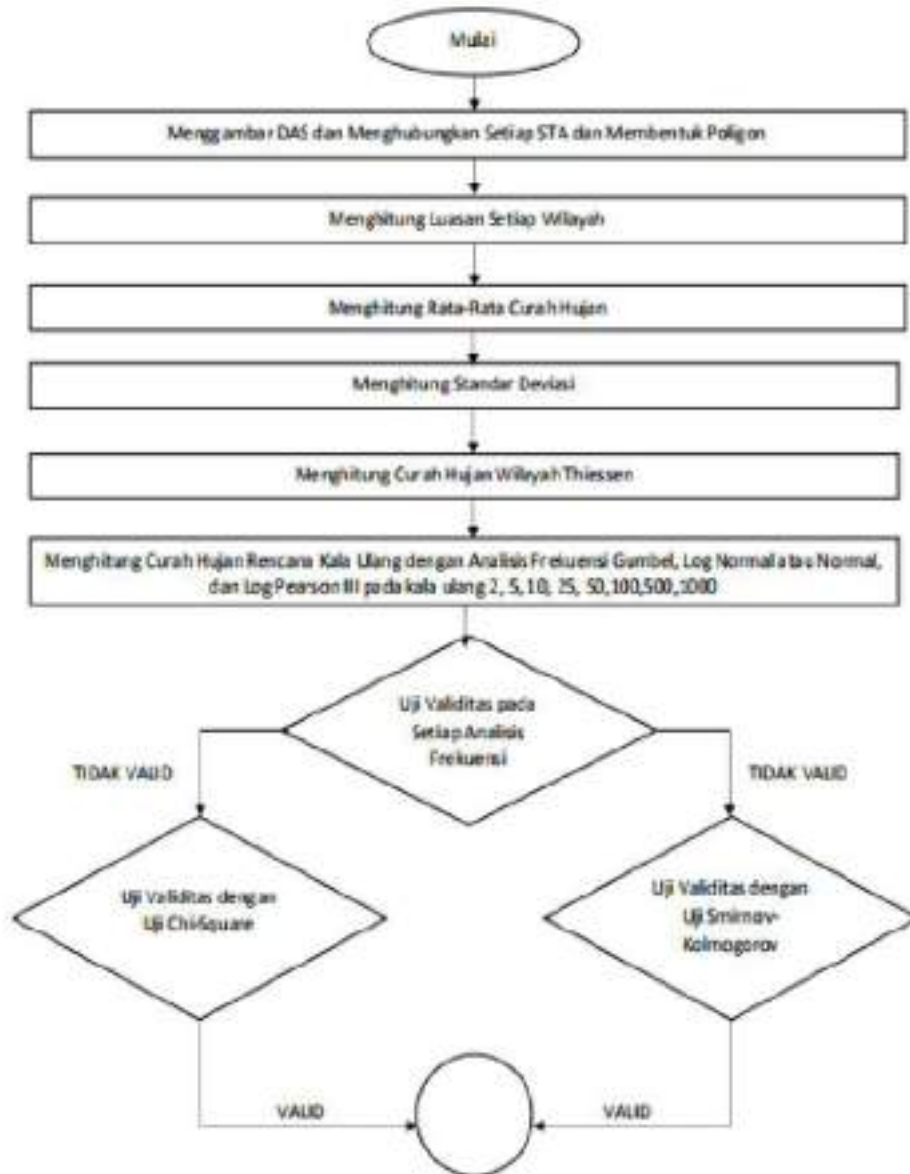 Mulai
Menggambar DAS dan Menghubungkan Setiap STA dan Membentuk Poligon
Menghitung Luasan Setiap Wilayah
Menghitung Rata-Rata Curah Hujan
Menghitung Standar Deviasi
Menghitung Curah Hujan Wilayah Thiessen
Menghitung Curah Hujan Rencana Kala Ulang dengan Analisis Frekuensi Gumbel, Log Normal atau Normal,
dan Log Pearson III pada kala ulang 2, 5, 10, 25, 50,100,500,1000
Uji Validitas pada
Setiap Analisis
Frekuensi
TIDAK VALID
TIDAK VALID
Uji Validitas dengan
Uji Chi-Square
Uji Validitas dengan
Uji Smirnov-
Kolmogorov
VALID
VALID